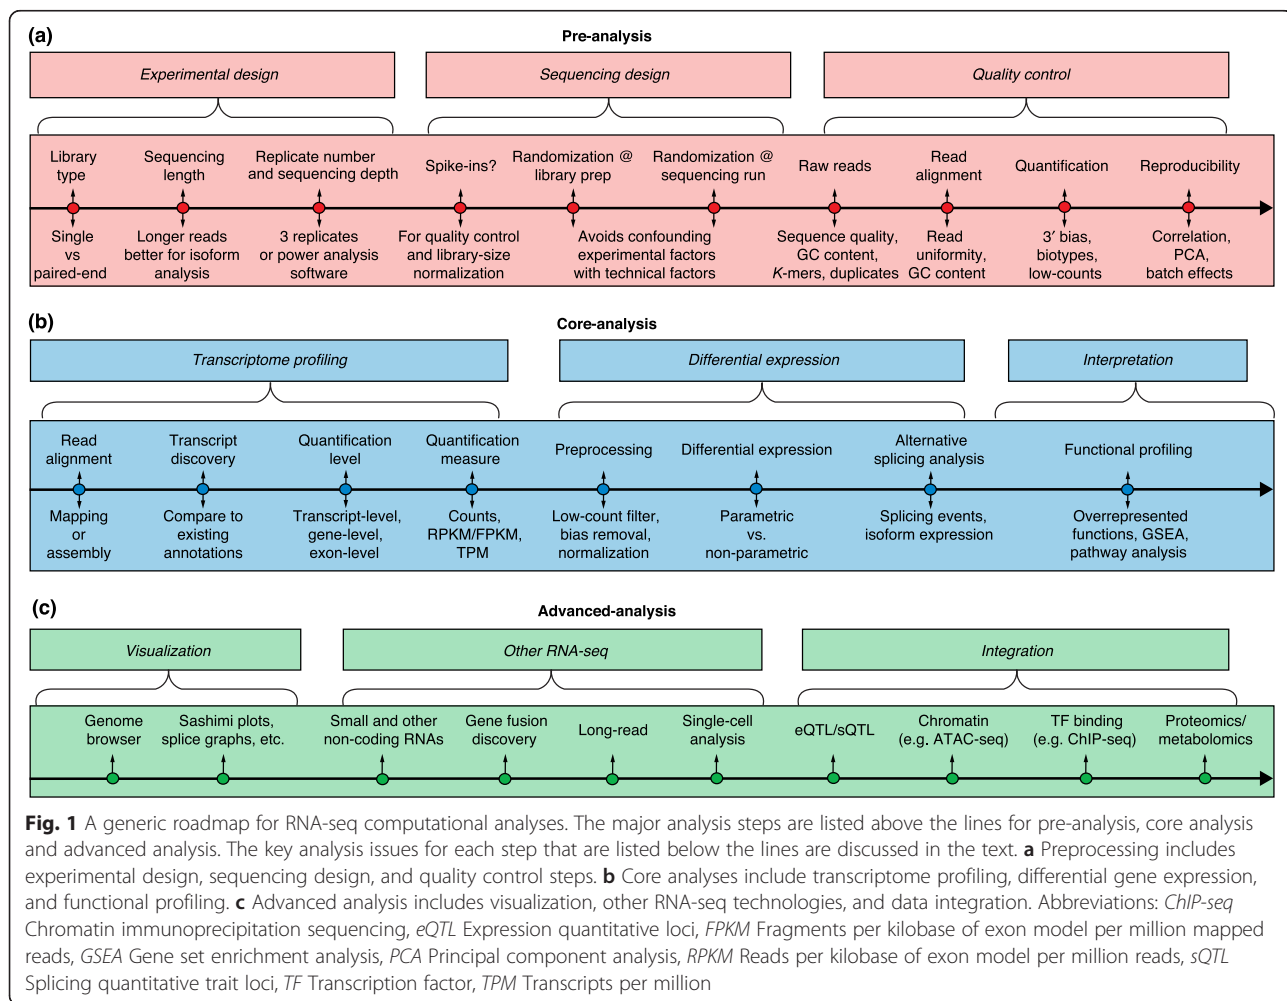 (a)
Pre-analysis
Experimental design
Sequencing design
Quality control
Library
type
Sequencing
length
Replicate number
and sequencing depth
Spike-ins?
Randomization @
library prep
Randomization @
sequencing run
Raw reads
Read
alignment
Quantification
Reproducibility
Single
vs
paired-end
Longer reads
better for isoform
analysis
3 replicates
or power analysis
software
For quality control
and library-size
normalization
Avoids confounding
experimental factors
with technical factors
Sequence quality,
GC content,
K-mers, duplicates
Read
uniformity,
GC content
3′ bias,
biotypes,
low-counts
Correlation,
PCA,
batch effects
(b)
Core-analysis
Transcriptome profiling
Differential expression
Interpretation
Read
alignment
Transcript
discovery
Quantification
level
Quantification
measure
Preprocessing
Differential expression
Alternative
splicing analysis
Functional profiling
Mapping
or
assembly
Compare to
existing
annotations
Transcript-level,
gene-level,
exon-level
Counts,
RPKM/FPKM,
TPM
Low-count filter,
bias removal,
normalization
Parametric
vs.
non-parametric
Splicing events,
isoform expression
Overrepresented
functions, GSEA,
pathway analysis
(c)
Advanced-analysis
Visualization
Other RNA-seq
Integration
Genome
browser
Sashimi plots,
splice graphs, etc.
Small and other
non-coding RNAs
Gene fusion
discovery
Long-read
Single-cell
analysis
eQTL/sQTL
Chromatin
(e.g. ATAC-seq)
TF binding
(e.g. ChIP-seq)
Proteomics/
metabolomics
Fig. 1 A generic roadmap for RNA-seq computational analyses. The major analysis steps are listed above the lines for pre-analysis, core analysis
and advanced analysis. The key analysis issues for each step that are listed below the lines are discussed in the text. a Preprocessing includes
experimental design, sequencing design, and quality control steps. b Core analyses include transcriptome profiling, differential gene expression,
and functional profiling. c Advanced analysis includes visualization, other RNA-seq technologies, and data integration. Abbreviations: ChIP-seq
Chromatin immunoprecipitation sequencing, eQTL Expression quantitative loci, FPKM Fragments per kilobase of exon model per million mapped
reads, GSEA Gene set enrichment analysis, PCA Principal component analysis, RPKM Reads per kilobase of exon model per million reads, sQTL
Splicing quantitative trait loci, TF Transcription factor, TPM Transcripts per million